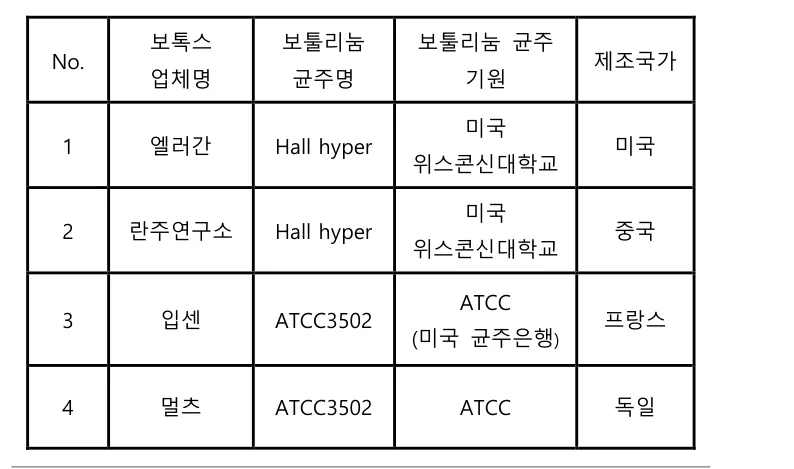 No. 보톡스 업체명 보툴리눔 균주명 보툴리눔 균주 기원 제조국가
1 엘러간 Hall hyper 미국 위스콘신대학교 미국
2 란주연구소 Hall hyper 미국 위스콘신대학교 중국
3 입센 ATCC3502 ATCC (미국 균주은행) 프랑스
4 멀츠 ATCC3502 ATCC 독일